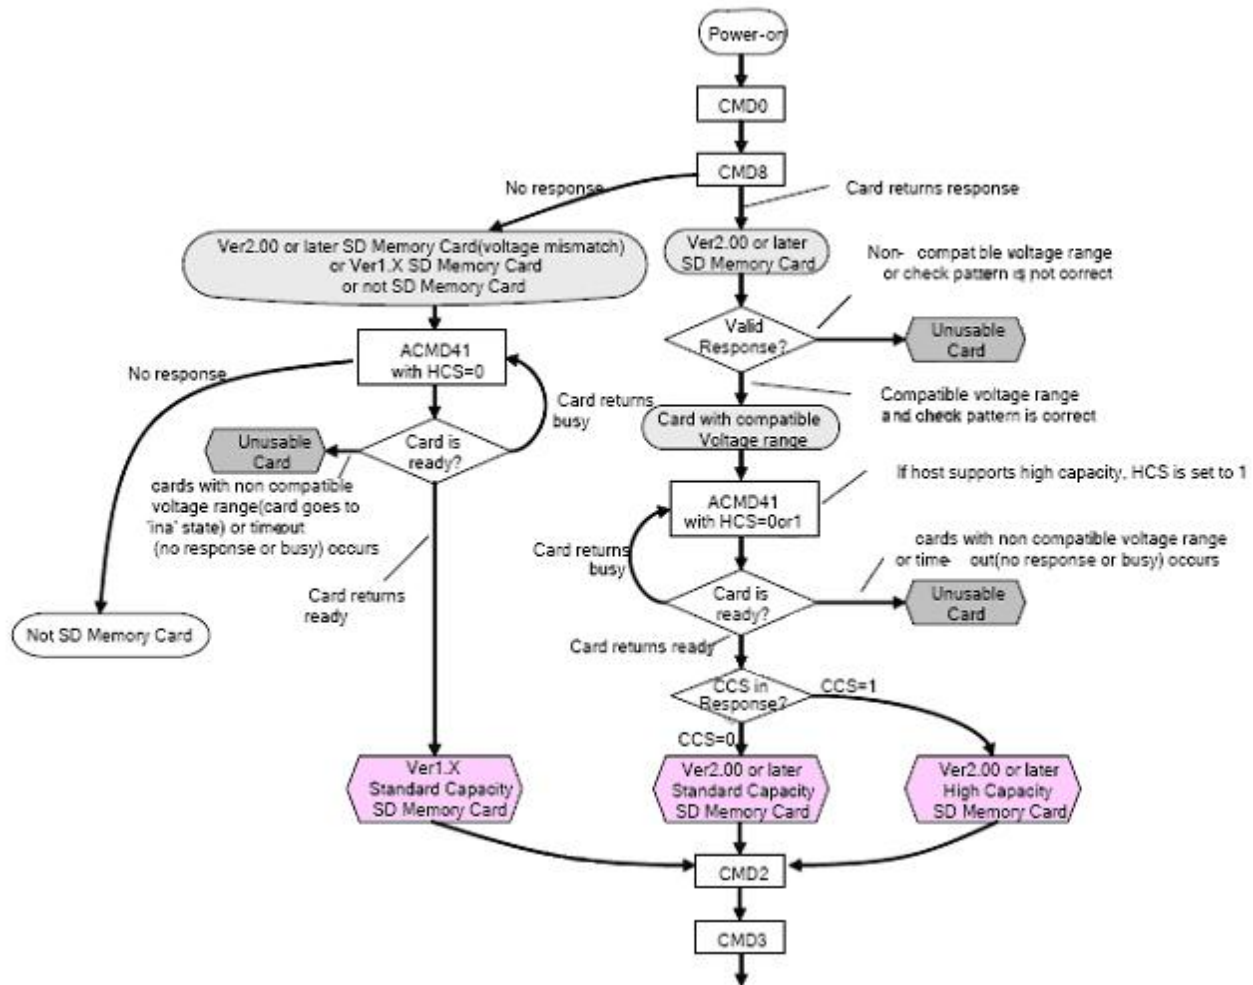 Power-on
CMD0
CMD8
No response
Card returns response
Ver2.00 or later SD Memory Card(voltage mismatch)
or Ver1.X SD Memory Card
or not SD Memory Card
Ver2.00 or later
SD Memory Card
Non- compatible voltage range
or check pattern is not correct
Valid
Response?
Unusable
Card
ACMD41
with HCS=0
No response
Card returns
busy
Compatible voltage range
and check pattern is correct
Card with compatible
Voltage range
Unusable
Card
Card is
ready?
If host supports high capacity, HCS is set to 1
cards with non compatible
voltage range(card goes to
'ina' state) or timeout
(no response or busy) occurs
ACMD41
with HCS=0or1
Card returns
busy
cards with non compatible voltage range
or time- out(no response or busy) occurs
Card is
ready?
Unusable
Card
Card returns
ready
Not SD Memory Card
Card returns ready
CCS in
Response?
CCS=1
CCS=0
Ver1.X
Standard Capacity
SD Memory Card
Ver2.00 or later
Standard Capacity
SD Memory Card
Ver2.00 or later
High Capacity
SD Memory Card
CMD2
CMD3